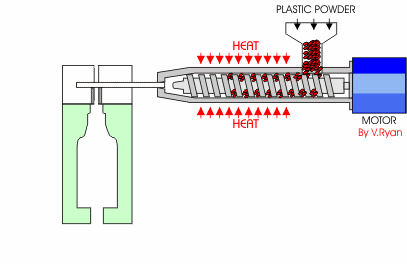 PLASTIC POWDER
HEAT
HEAT
MOTOR
By V.Ryan